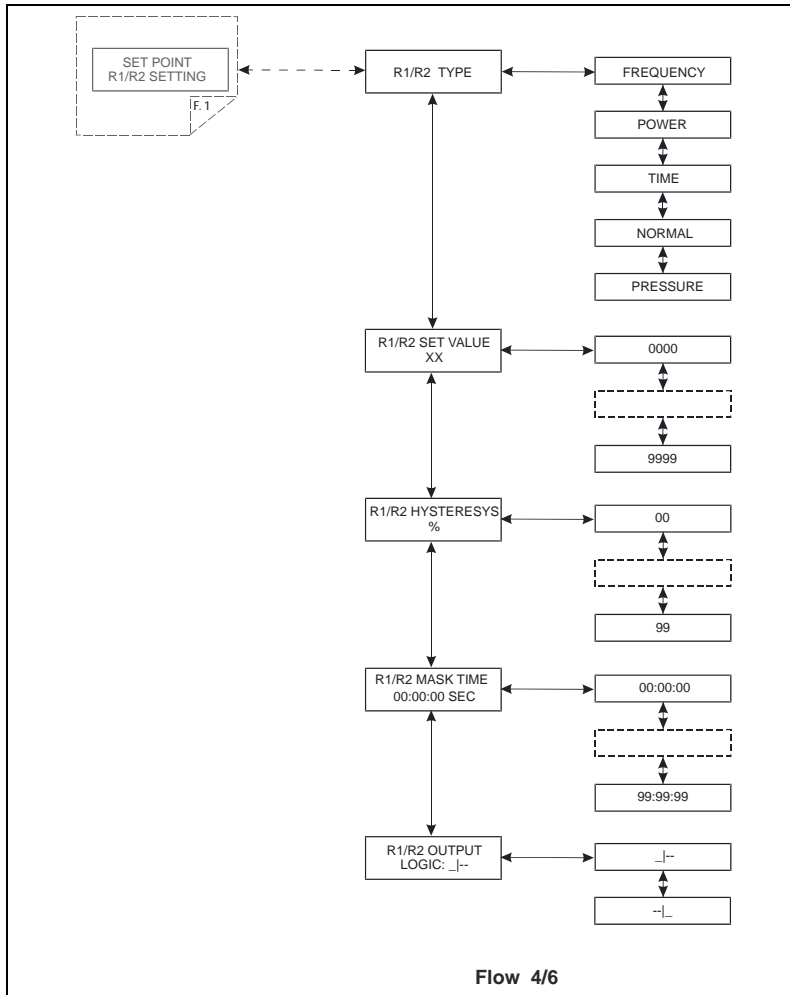 SET POINT
R1/R2 SETTING
F. 1
R1/R2 TYPE
FREQUENCY
POWER
TIME
NORMAL
PRESSURE
R1/R2 SET VALUE
XX
0000
9999
R1/R2 HYSTERESYS
%
00
99
R1/R2 MASK TIME
00:00:00 SEC
00:00:00
99:99:99
R1/R2 OUTPUT
LOGIC: _|--
_|--
--|_
Flow 4/6